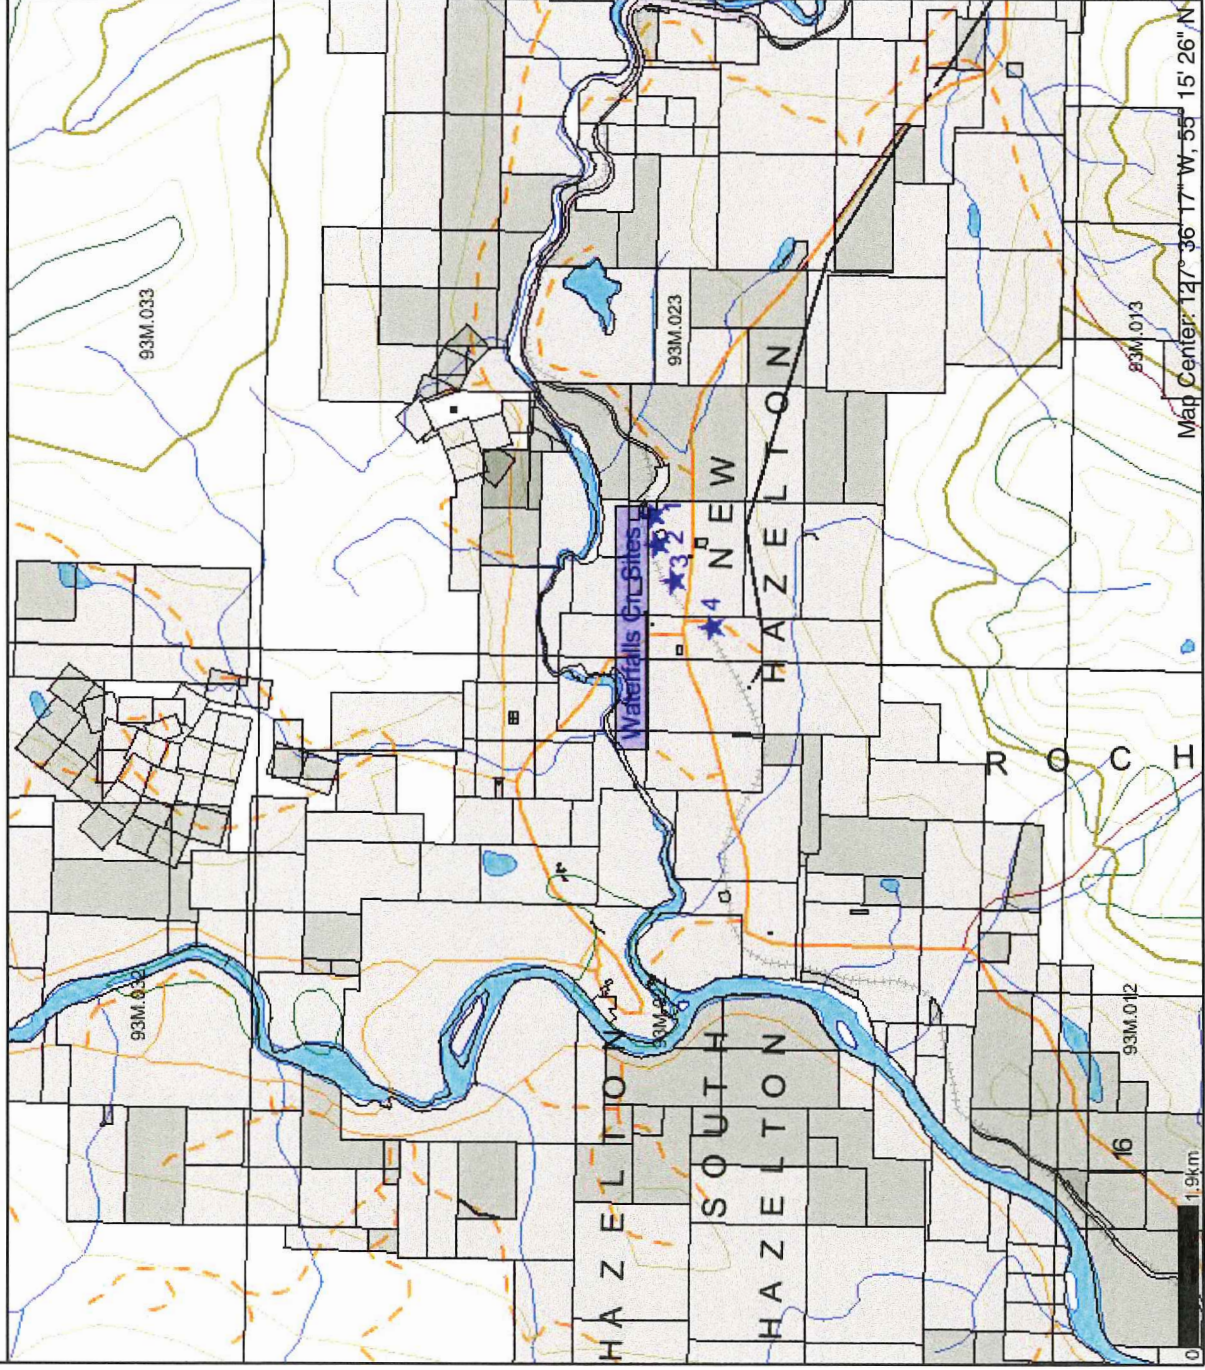 93M.033
93M.032
93M.023
Waterfalls Cr. Sites
1
2
3
4
NEW
HAZELTON
HAZELTON
SOUTH
HAZELTON
ROCH
93M.013
93M.012
16
0
1.9km
Map Center: 127° 36' 17" W, 55° 15' 26" N